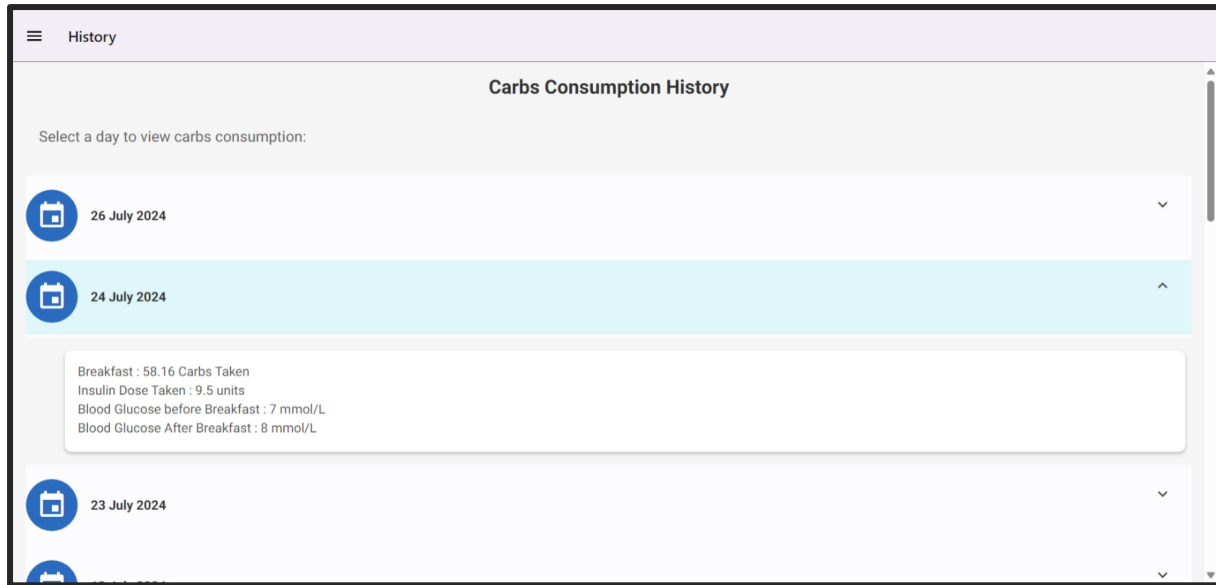 History
Carbs Consumption History
Select a day to view carbs consumption:
26 July 2024
24 July 2024
Breakfast : 58.16 Carbs Taken
Insulin Dose Taken : 9.5 units
Blood Glucose before Breakfast : 7 mmol/L
Blood Glucose After Breakfast : 8 mmol/L
23 July 2024